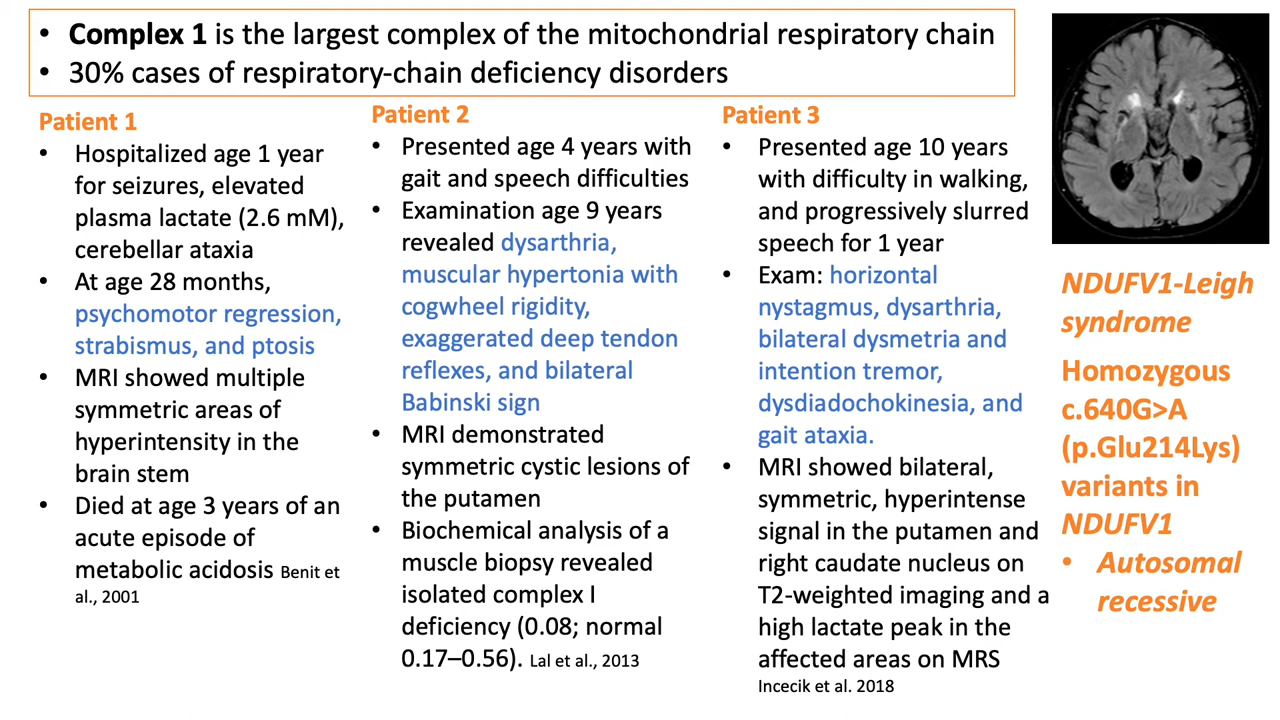 • Complex 1 is the largest complex of the mitochondrial respiratory chain
• 30% cases of respiratory-chain deficiency disorders
Patient 1
• Hospitalized age 1 year
for seizures, elevated
plasma lactate (2.6 mM),
cerebellar ataxia
• At age 28 months,
psychomotor regression,
strabismus, and ptosis
• MRI showed multiple
symmetric areas of
hyperintensity in the
brain stem
• Died at age 3 years of an
acute episode of
metabolic acidosis Benit et
al., 2001
Patient 2
• Presented age 4 years with
gait and speech difficulties
• Examination age 9 years
revealed dysarthria,
muscular hypertonia with
cogwheel rigidity,
exaggerated deep tendon
reflexes, and bilateral
Babinski sign
• MRI demonstrated
symmetric cystic lesions of
the putamen
• Biochemical analysis of a
muscle biopsy revealed
isolated complex I
deficiency (0.08; normal
0.17–0.56). Lal et al., 2013
Patient 3
• Presented age 10 years
with difficulty in walking,
and progressively slurred
speech for 1 year
• Exam: horizontal
nystagmus, dysarthria,
bilateral dysmetria and
intention tremor,
dysdiadochokinesia, and
gait ataxia.
• MRI showed bilateral,
symmetric, hyperintense
signal in the putamen and
right caudate nucleus on
T2-weighted imaging and a
high lactate peak in the
affected areas on MRS
Incecik et al. 2018
NDUFV1-Leigh
syndrome
Homozygous
c.640G>A
(p.Glu214Lys)
variants in
NDUFV1
• Autosomal
recessive